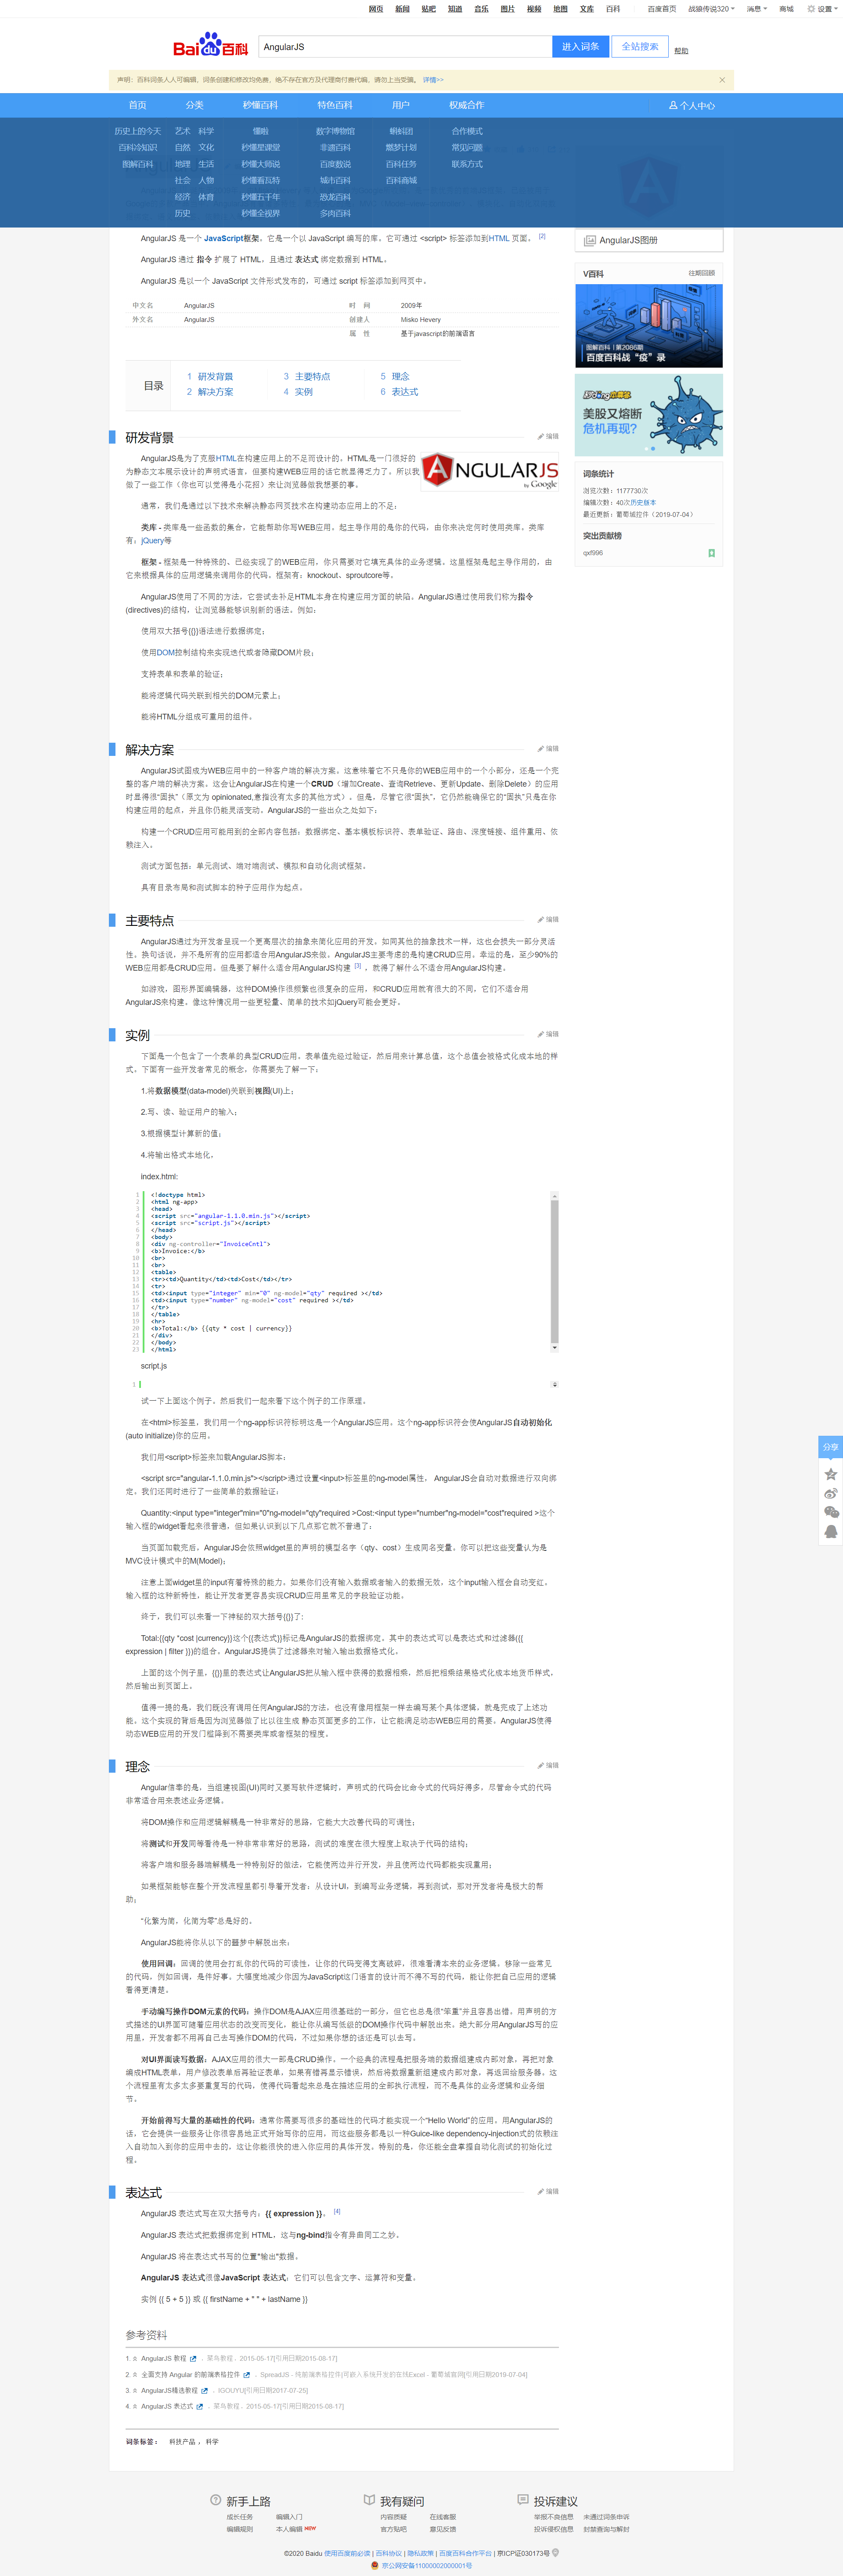 网页 新闻 贴吧 知道 音乐 图片 视频 地图 文库 百科 百度首页 战狼传说320 消息 商城 设置
Bai du 百科 AngularJS 进入词条 全站搜索 帮助
声明：百科词条人人可编辑，词条创建和修改均免费，绝不存在官方及代理商付费代编，请勿上当受骗。 详情>>
首页 分类 秒懂百科 特色百科 用户 权威合作 个人中心
历史上的今天 艺术 科学 懂啦 数字博物馆 蝌蚪团 合作模式
百科冷知识 自然 文化 秒懂星课堂 非遗百科 燃梦计划 常见问题
图解百科 地理 生活 秒懂大师说 百度数说 百科任务 联系方式
社会 人物 秒懂看瓦特 城市百科 百科商城
经济 体育 秒懂五千年 恐龙百科
历史 秒懂全视界 多肉百科
AngularJS 是一个 JavaScript框架。它是一个以 JavaScript 编写的库。它可通过 <script> 标签添加到HTML 页面。 [2]
AngularJS 通过 指令 扩展了 HTML，且通过 表达式 绑定数据到 HTML。
AngularJS 是以一个 JavaScript 文件形式发布的，可通过 script 标签添加到网页中。
AngularJS图册
V百科 往期回顾
图解百科 | 第2086期
百度百科战“疫”录
美股又熔断
危机再现?
词条统计
浏览次数：1177730次
编辑次数：40次历史版本
最近更新：葡萄城控件（2019-07-04）
突出贡献榜
qxf996
中文名 AngularJS 时 间 2009年
外文名 AngularJS 创建人 Misko Hevery
属 性 基于javascript的前端语言
目录
1 研发背景 3 主要特点 5 理念
2 解决方案 4 实例 6 表达式
研发背景 编辑
AngularJS是为了克服HTML在构建应用上的不足而设计的。HTML是一门很好的
为静态文本展示设计的声明式语言，但要构建WEB应用的话它就显得乏力了。所以我
做了一些工作（你也可以觉得是小花招）来让浏览器做我想要的事。
ANGULARJS
by Google
通常，我们是通过以下技术来解决静态网页技术在构建动态应用上的不足：
类库 - 类库是一些函数的集合，它能帮助你写WEB应用。起主导作用的是你的代码，由你来决定何时使用类库。类库
有：jQuery等
框架 - 框架是一种特殊的、已经实现了的WEB应用，你只需要对它填充具体的业务逻辑。这里框架是起主导作用的，由
它来根据具体的应用逻辑来调用你的代码。框架有：knockout、sproutcore等。
AngularJS使用了不同的方法，它尝试去补足HTML本身在构建应用方面的缺陷。AngularJS通过使用我们称为指令
(directives)的结构，让浏览器能够识别新的语法。例如：
使用双大括号{{}}语法进行数据绑定；
使用DOM控制结构来实现迭代或者隐藏DOM片段；
支持表单和表单的验证；
能将逻辑代码关联到相关的DOM元素上；
能将HTML分组成可重用的组件。
解决方案 编辑
AngularJS试图成为WEB应用中的一种客户端的解决方案。这意味着它不只是你的WEB应用中的一个小部分，还是一个完
整的客户端的解决方案。这会让AngularJS在构建一个CRUD（增加Create、查询Retrieve、更新Update、删除Delete）的应用
时显得很“固执”（原文为 opinionated,意指没有太多的其他方式）。但是，尽管它很“固执”，它仍然能确保它的“固执”只是在你
构建应用的起点，并且你仍能灵活变动。AngularJS的一些出众之处如下：
构建一个CRUD应用可能用到的全部内容包括：数据绑定、基本模板标识符、表单验证、路由、深度链接、组件重用、依
赖注入。
测试方面包括：单元测试、端对端测试、模拟和自动化测试框架。
具有目录布局和测试脚本的种子应用作为起点。
主要特点 编辑
AngularJS通过为开发者呈现一个更高层次的抽象来简化应用的开发。如同其他的抽象技术一样，这也会损失一部分灵活
性。换句话说，并不是所有的应用都适合用AngularJS来做。AngularJS主要考虑的是构建CRUD应用。幸运的是，至少90%的
WEB应用都是CRUD应用。但是要了解什么适合用AngularJS构建 [3] ，就得了解什么不适合用AngularJS构建。
如游戏，图形界面编辑器，这种DOM操作很频繁也很复杂的应用，和CRUD应用就有很大的不同，它们不适合用
AngularJS来构建。像这种情况用一些更轻量、简单的技术如jQuery可能会更好。
实例 编辑
下面是一个包含了一个表单的典型CRUD应用。表单值先经过验证，然后用来计算总值，这个总值会被格式化成本地的样
式。下面有一些开发者常见的概念，你需要先了解一下：
1.将数据模型(data-model)关联到视图(UI)上；
2.写、读、验证用户的输入；
3.根据模型计算新的值；
4.将输出格式本地化。
index.html:
1 <!doctype html>
2 <html ng-app>
3 <head>
4 <script src="angular-1.1.0.min.js"></script>
5 <script src="script.js"></script>
6 </head>
7 <body>
8 <div ng-controller="InvoiceCntl">
9 <b>Invoice:</b>
10 <br>
11 <br>
12 <table>
13 <tr><td>Quantity</td><td>Cost</td></tr>
14 <tr>
15 <td><input type="integer" min="0" ng-model="qty" required ></td>
16 <td><input type="number" ng-model="cost" required ></td>
17 </tr>
18 </table>
19 <hr>
20 <b>Total:</b> {{qty * cost | currency}}
21 </div>
22 </body>
23 </html>
script.js
1
试一下上面这个例子，然后我们一起来看下这个例子的工作原理。
在<html>标签里，我们用一个ng-app标识符标明这是一个AngularJS应用。这个ng-app标识符会使AngularJS自动初始化
(auto initialize)你的应用。
我们用<script>标签来加载AngularJS脚本：
<script src="angular-1.1.0.min.js"></script>通过设置<input>标签里的ng-model属性， AngularJS会自动对数据进行双向绑
定。我们还同时进行了一些简单的数据验证：
Quantity:<input type="integer"min="0"ng-model="qty"required >Cost:<input type="number"ng-model="cost"required >这个
输入框的widget看起来很普通，但如果认识到以下几点那它就不普通了：
当页面加载完后，AngularJS会依照widget里的声明的模型名字（qty、cost）生成同名变量。你可以把这些变量认为是
MVC设计模式中的M(Model)；
注意上面widget里的input有着特殊的能力。如果你们没有输入数据或者输入的数据无效，这个input输入框会自动变红。
输入框的这种新特性，能让开发者更容易实现CRUD应用里常见的字段验证功能。
终于，我们可以来看一下神秘的双大括号{{}}了:
Total:{{qty *cost |currency}}这个{{表达式}}标记是AngularJS的数据绑定。其中的表达式可以是表达式和过滤器({{
expression | filter }})的组合。AngularJS提供了过滤器来对输入输出数据格式化。
上面的这个例子里，{{}}里的表达式让AngularJS把从输入框中获得的数据相乘，然后把相乘结果格式化成本地货币样式，
然后输出到页面上。
值得一提的是，我们既没有调用任何AngularJS的方法，也没有像用框架一样去编写某个具体逻辑，就是完成了上述功
能。这个实现的背后是因为浏览器做了比以往生成 静态页面更多的工作，让它能满足动态WEB应用的需要。AngularJS使得
动态WEB应用的开发门槛降到不需要类库或者框架的程度。
理念 编辑
Angular信奉的是，当组建视图(UI)同时又要写软件逻辑时，声明式的代码会比命令式的代码好得多，尽管命令式的代码
非常适合用来表述业务逻辑。
将DOM操作和应用逻辑解耦是一种非常好的思路，它能大大改善代码的可调性；
将测试和开发同等看待是一种非常非常好的思路，测试的难度在很大程度上取决于代码的结构；
将客户端和服务器端解耦是一种特别好的做法，它能使两边并行开发，并且使两边代码都能实现重用；
如果框架能够在整个开发流程里都引导着开发者：从设计UI，到编写业务逻辑，再到测试，那对开发者将是极大的帮
助；
“化繁为简，化简为零”总是好的。
AngularJS能将你从以下的噩梦中解脱出来：
使用回调：回调的使用会打乱你的代码的可读性，让你的代码变得支离破碎，很难看清本来的业务逻辑。移除一些常见
的代码，例如回调，是件好事。大幅度地减少你因为JavaScript这门语言的设计而不得不写的代码，能让你把自己应用的逻辑
看得更清楚。
手动编写操作DOM元素的代码：操作DOM是AJAX应用很基础的一部分，但它也总是很“笨重”并且容易出错。用声明的方
式描述的UI界面可随着应用状态的改变而变化，能让你从编写低级的DOM操作代码中解脱出来。绝大部分用AngularJS写的应
用里，开发者都不用再自己去写操作DOM的代码，不过如果你想的话还是可以去写。
对UI界面读写数据：AJAX应用的很大一部是CRUD操作。一个经典的流程是把服务端的数据组建成内部对象，再把对象
编成HTML表单，用户修改表单后再验证表单，如果有错再显示错误，然后将数据重新组建成内部对象，再返回给服务器。这
个流程里有太多太多要重复写的代码，使得代码看起来总是在描述应用的全部执行流程，而不是具体的业务逻辑和业务细
节。
开始前得写大量的基础性的代码：通常你需要写很多的基础性的代码才能实现一个“Hello World”的应用。用AngularJS的
话，它会提供一些服务让你很容易地正式开始写你的应用，而这些服务都是以一种Guice-like dependency-injection式的依赖注
入自动加入到你的应用中去的，这让你能很快的进入你应用的具体开发。特别的是，你还能全盘掌握自动化测试的初始化过
程。
表达式 编辑
AngularJS 表达式写在双大括号内：{{ expression }}。 [4]
AngularJS 表达式把数据绑定到 HTML，这与ng-bind指令有异曲同工之妙。
AngularJS 将在表达式书写的位置"输出"数据。
AngularJS 表达式很像JavaScript 表达式：它们可以包含文字、运算符和变量。
实例 {{ 5 + 5 }} 或 {{ firstName + " " + lastName }}
参考资料
1. AngularJS 教程 ．菜鸟教程．2015-05-17[引用日期2015-08-17]
2. 全面支持 Angular 的前端表格控件 ．SpreadJS - 纯前端表格控件|可嵌入系统开发的在线Excel - 葡萄城官网[引用日期2019-07-04]
3. AngularJS精选教程 ．IGOUYU[引用日期2017-07-25]
4. AngularJS 表达式 ．菜鸟教程．2015-05-17[引用日期2015-08-17]
词条标签： 科技产品 ， 科学
分享
新手上路 我有疑问 投诉建议
成长任务 编辑入门 内容质疑 在线客服 举报不良信息 未通过词条申诉
编辑规则 本人编辑 NEW 官方贴吧 意见反馈 投诉侵权信息 封禁查询与解封
©2020 Baidu 使用百度前必读 | 百科协议 | 隐私政策 | 百度百科合作平台 | 京ICP证030173号
京公网安备11000002000001号